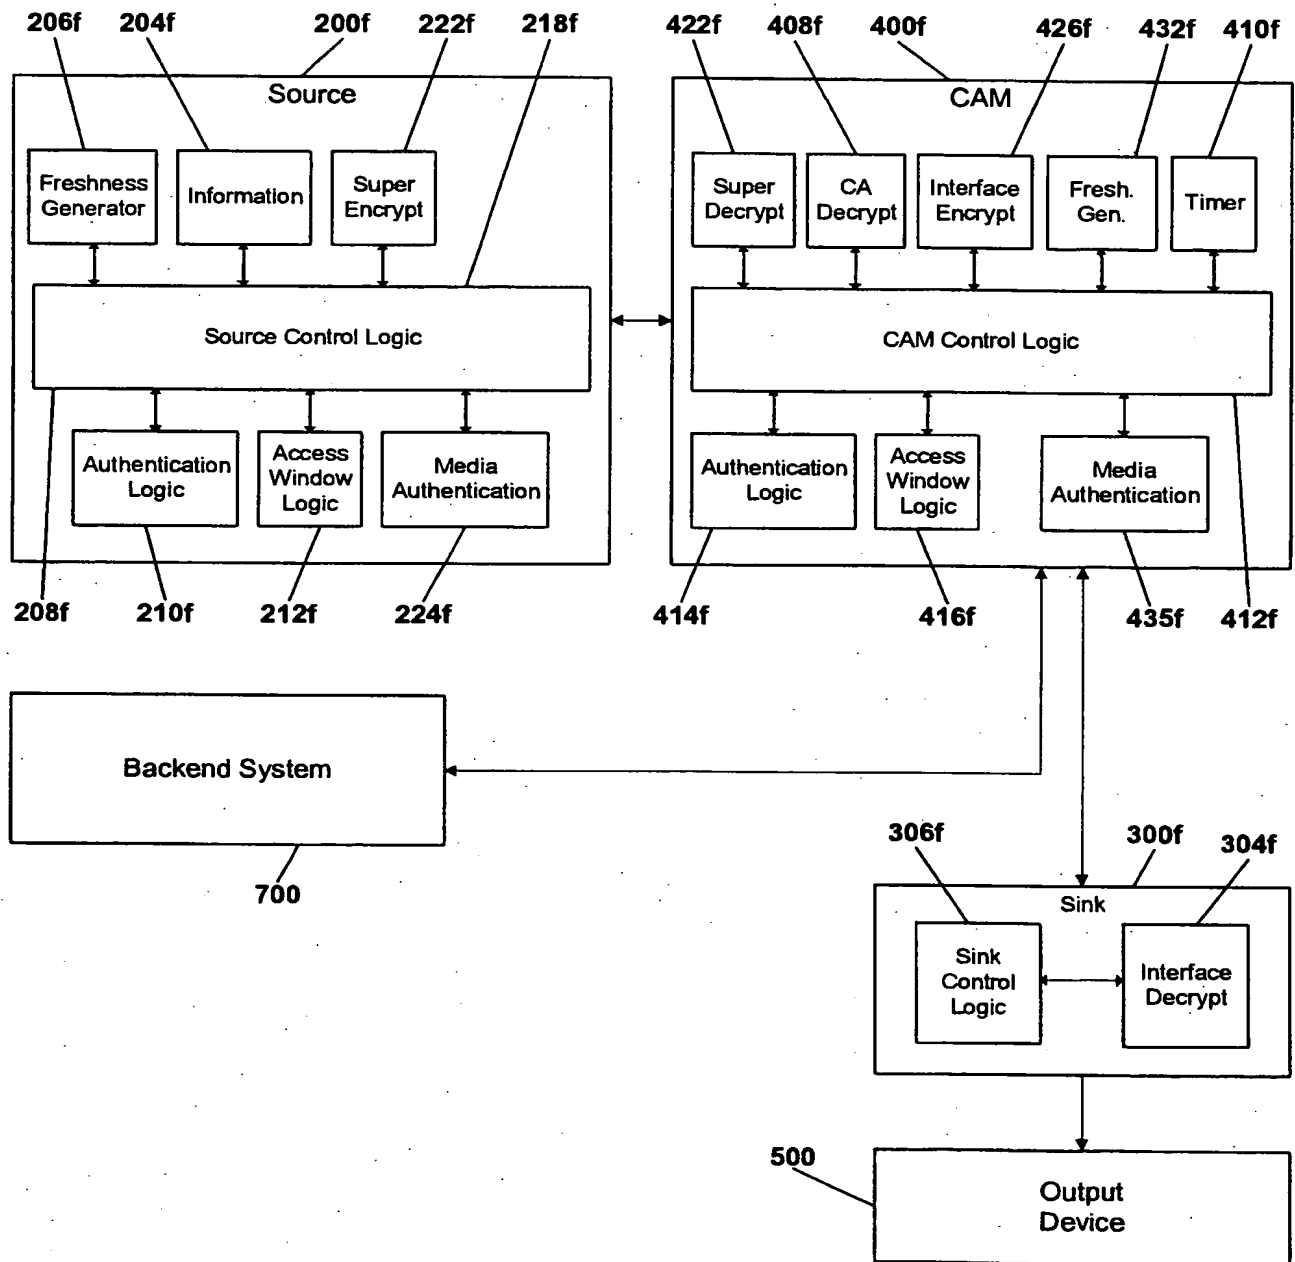 206f 204f 200f 222f 218f 422f 408f 400f 426f 432f 410f
Source
Freshness
Generator
Information
Super
Encrypt
Source Control Logic
Authentication
Logic
Access
Window
Logic
Media
Authentication
208f 210f 212f 224f
CAM
Super
Decrypt
CA
Decrypt
Interface
Encrypt
Fresh.
Gen.
Timer
CAM Control Logic
Authentication
Logic
Access
Window
Logic
Media
Authentication
414f 416f 435f 412f
Backend System
700
306f 300f 304f
Sink
Sink
Control
Logic
Interface
Decrypt
500
Output
Device